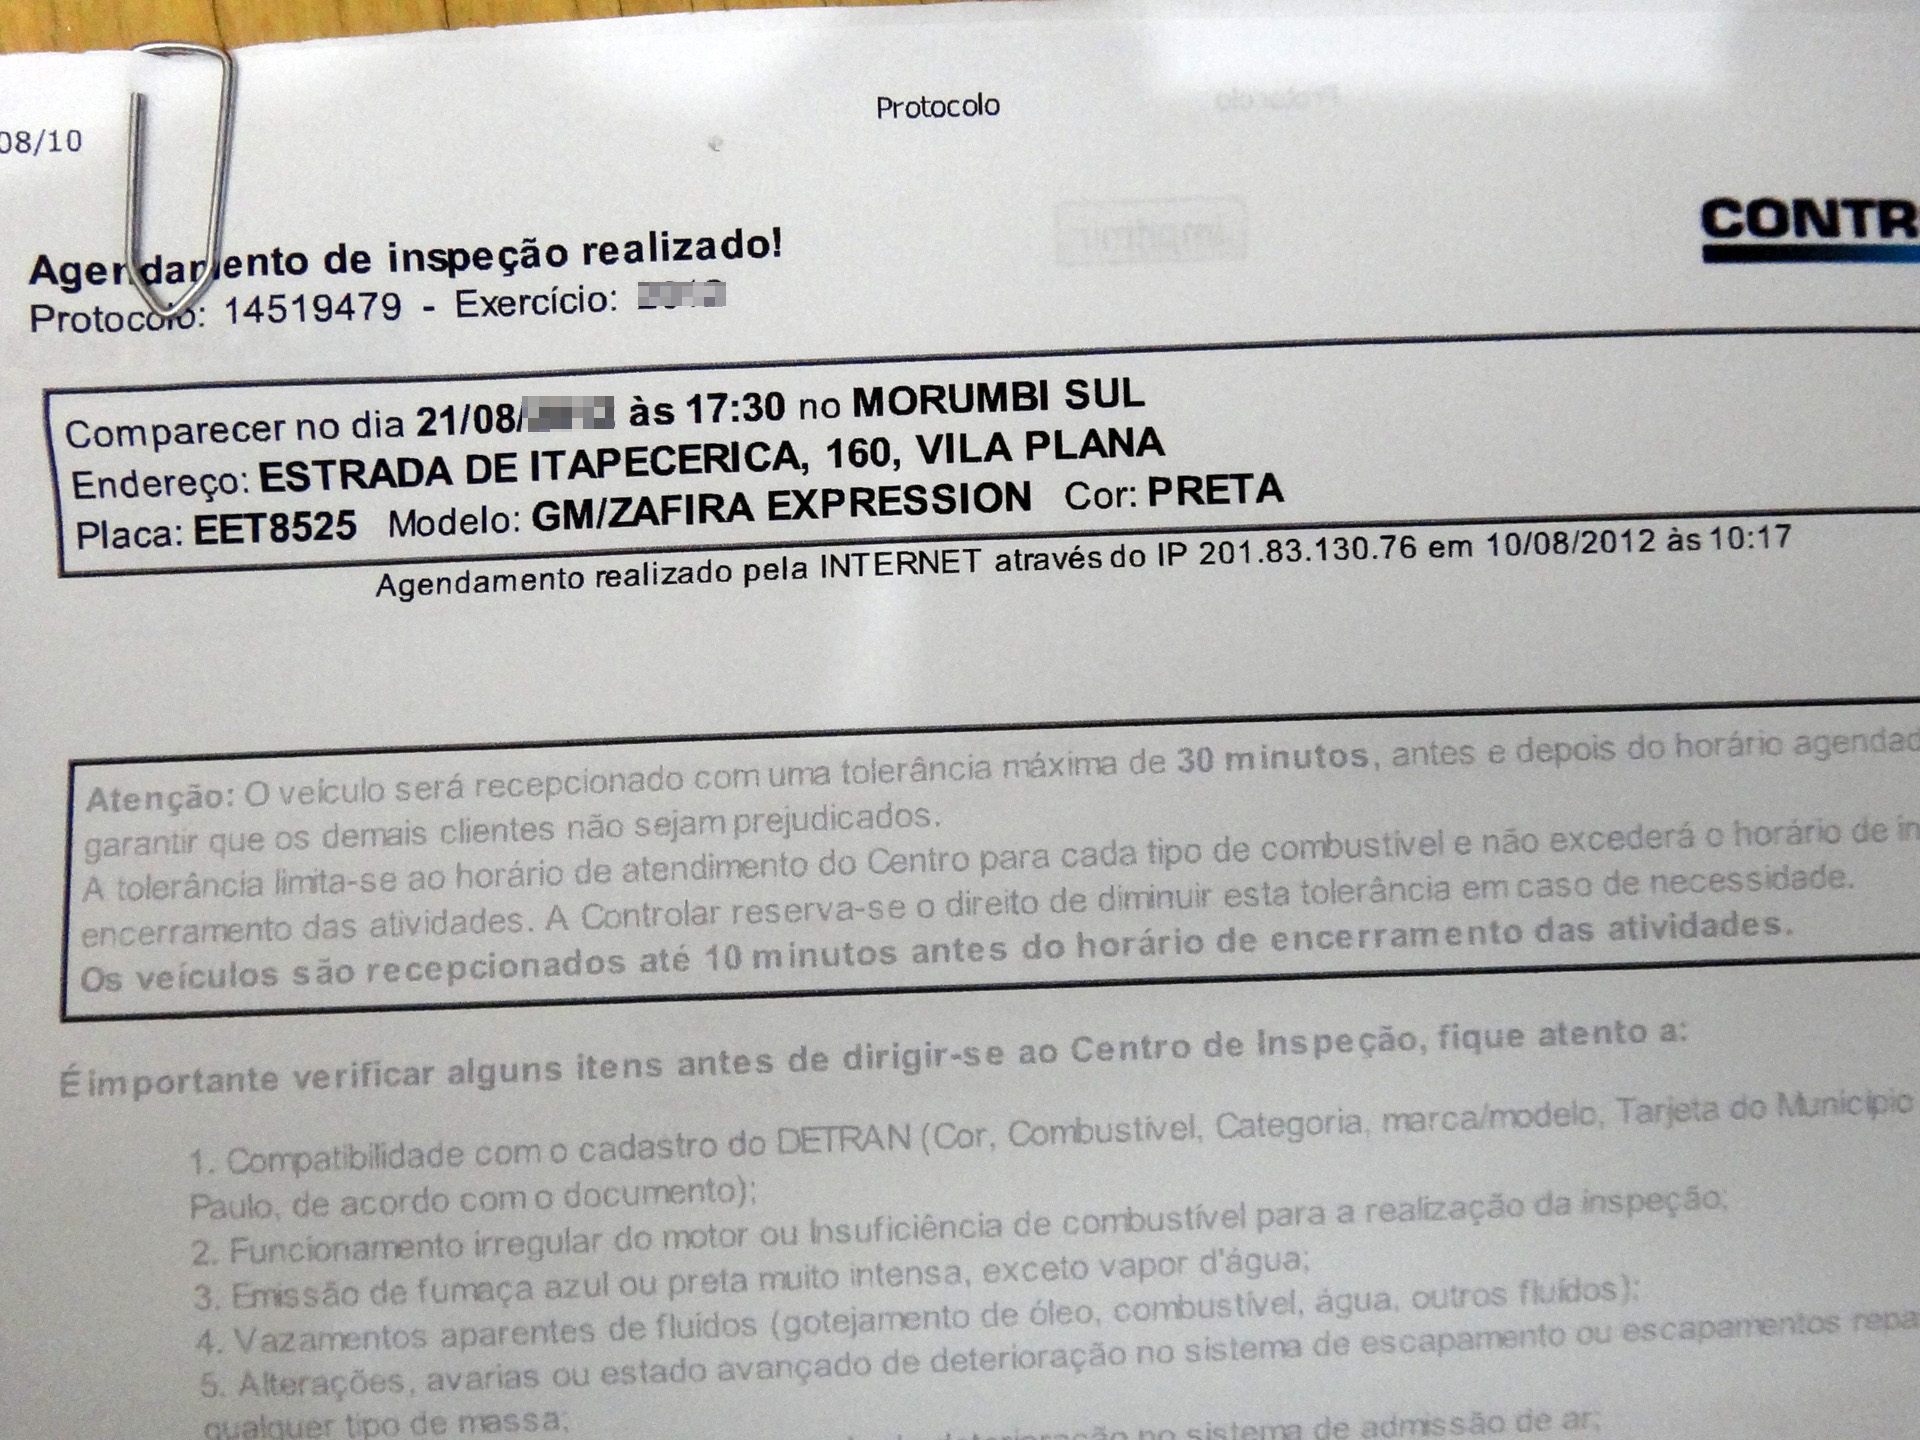 Protocolo
08/10
CONTR
Agendamento de inspeção realizado!
Protocolo: 14519479 - Exercício:
Comparecer no dia 21/08/ às 17:30 no MORUMBI SUL
Endereço: ESTRADA DE ITAPECERICA, 160, VILA PLANA
Placa: EET8525 Modelo: GM/ZAFIRA EXPRESSION Cor: PRETA
Agendamento realizado pela INTERNET através do IP 201.83.130.76 em 10/08/2012 às 10:17
Atenção: O veículo será recepcionado com uma tolerância máxima de 30 minutos, antes e depois do horário agendad
garantir que os demais clientes não sejam prejudicados.
A tolerância limita-se ao horário de atendimento do Centro para cada tipo de combustível e não excederá o horário de in
encerramento das atividades. A Controlar reserva-se o direito de diminuir esta tolerância em caso de necessidade.
Os veículos são recepcionados até 10 minutos antes do horário de encerramento das atividades.
É importante verificar alguns itens antes de dirigir-se ao Centro de Inspeção, fique atento a:
1. Compatibilidade com o cadastro do DETRAN (Cor, Combustível, Categoria, marca/modelo, Tarjeta do Município
Paulo, de acordo com o documento);
2. Funcionamento irregular do motor ou Insuficiência de combustível para a realização da inspeção;
3. Emissão de fumaça azul ou preta muito intensa, exceto vapor d'água;
4. Vazamentos aparentes de fluídos (gotejamento de óleo, combustível, água, outros fluídos);
5. Alterações, avarias ou estado avançado de deterioração no sistema de escapamento ou escapamentos repa
qualquer tipo de massa;
deterioração no sistema de admissão de ar;